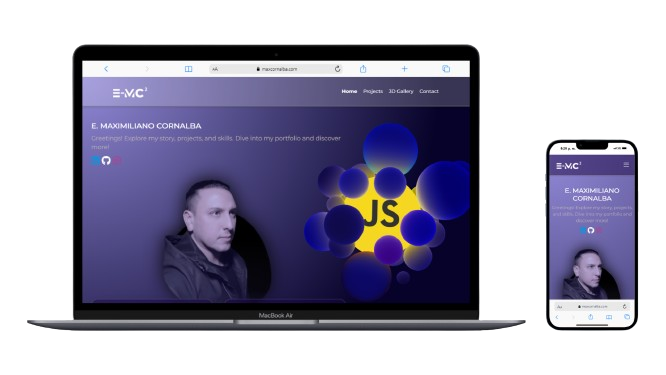 AA maxcornalba.com
E-MC²
Home Projects 3D Gallery Contact
E. MAXIMILIANO CORNALBA
Greetings! Explore my story, projects, and skills. Dive into my portfolio and discover
more!
JS
MacBook Air
E-MC²
E. MAXIMILIANO
CORNALBA
Greetings! Explore my story, projects,
and skills. Dive into my portfolio and
discover more!
maxcornalba.com